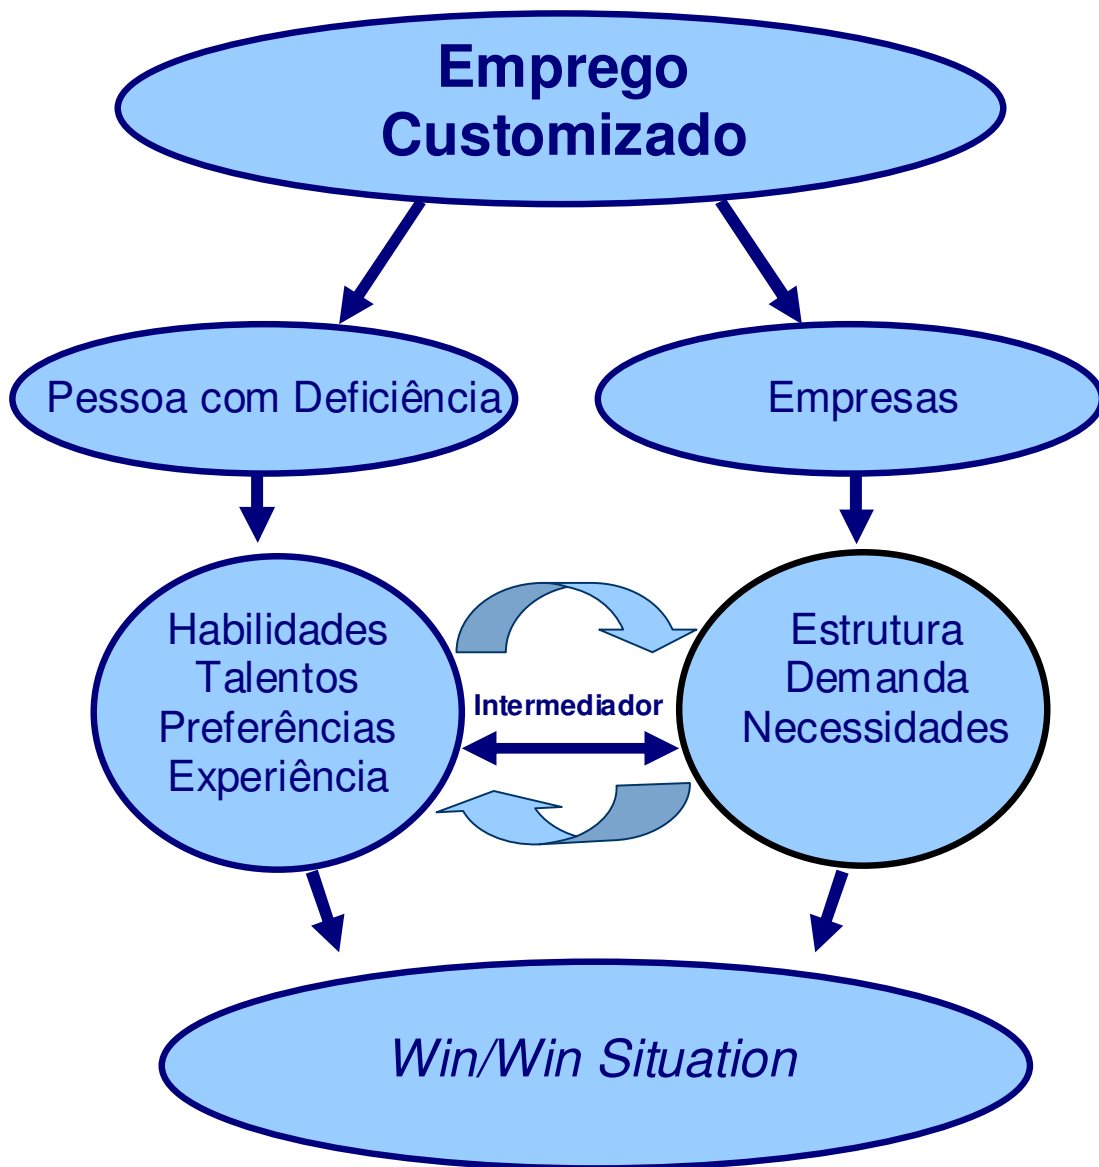 Emprego
Customizado
Pessoa com Deficiência
Empresas
Habilidades
Talentos
Preferências
Experiência
Intermediador
Estrutura
Demanda
Necessidades
Win/Win Situation